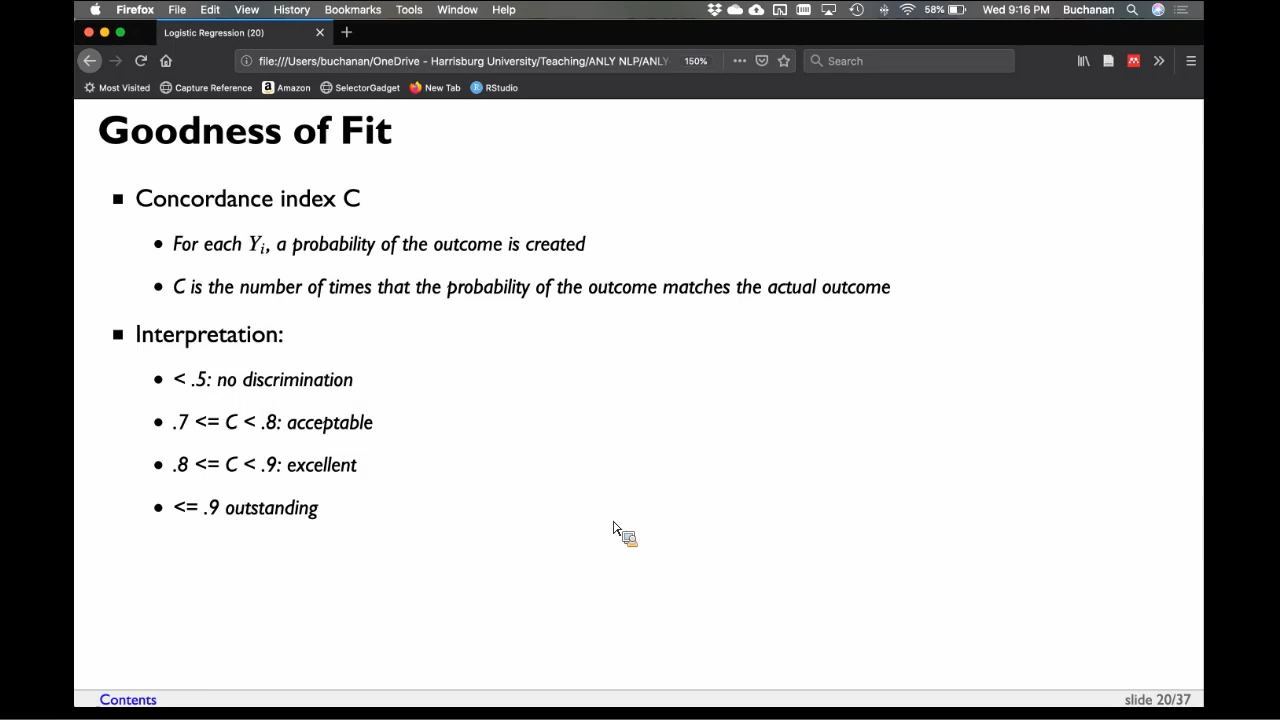 Firefox File Edit View History Bookmarks Tools Window Help 58% Wed 9:16 PM Buchanan
Logistic Regression (20)
file:///Users/buchanan/OneDrive - Harrisburg University/Teaching/ANLY NLP/ANLY 150% Search
Most Visited Capture Reference Amazon SelectorGadget New Tab RStudio
Goodness of Fit
Concordance index C
For each Yi, a probability of the outcome is created
C is the number of times that the probability of the outcome matches the actual outcome
Interpretation:
< .5: no discrimination
.7 <= C < .8: acceptable
.8 <= C < .9: excellent
<= .9 outstanding
Contents slide 20/37